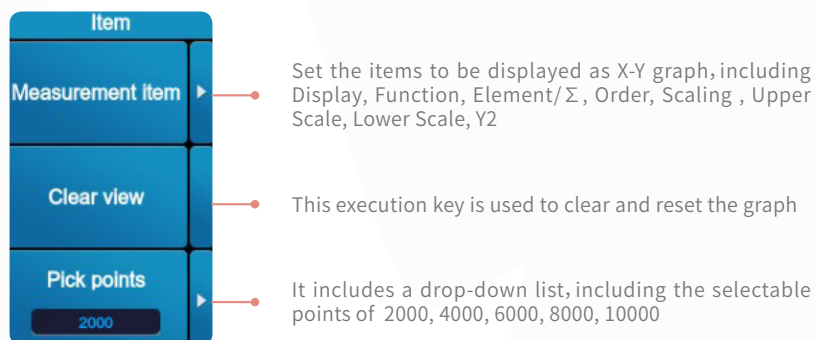 Item
Measurement item
Set the items to be displayed as X-Y graph, including
Display, Function, Element/Σ, Order, Scaling , Upper
Scale, Lower Scale, Y2
Clear view
This execution key is used to clear and reset the graph
Pick points
2000
It includes a drop-down list, including the selectable
points of 2000, 4000, 6000, 8000, 10000